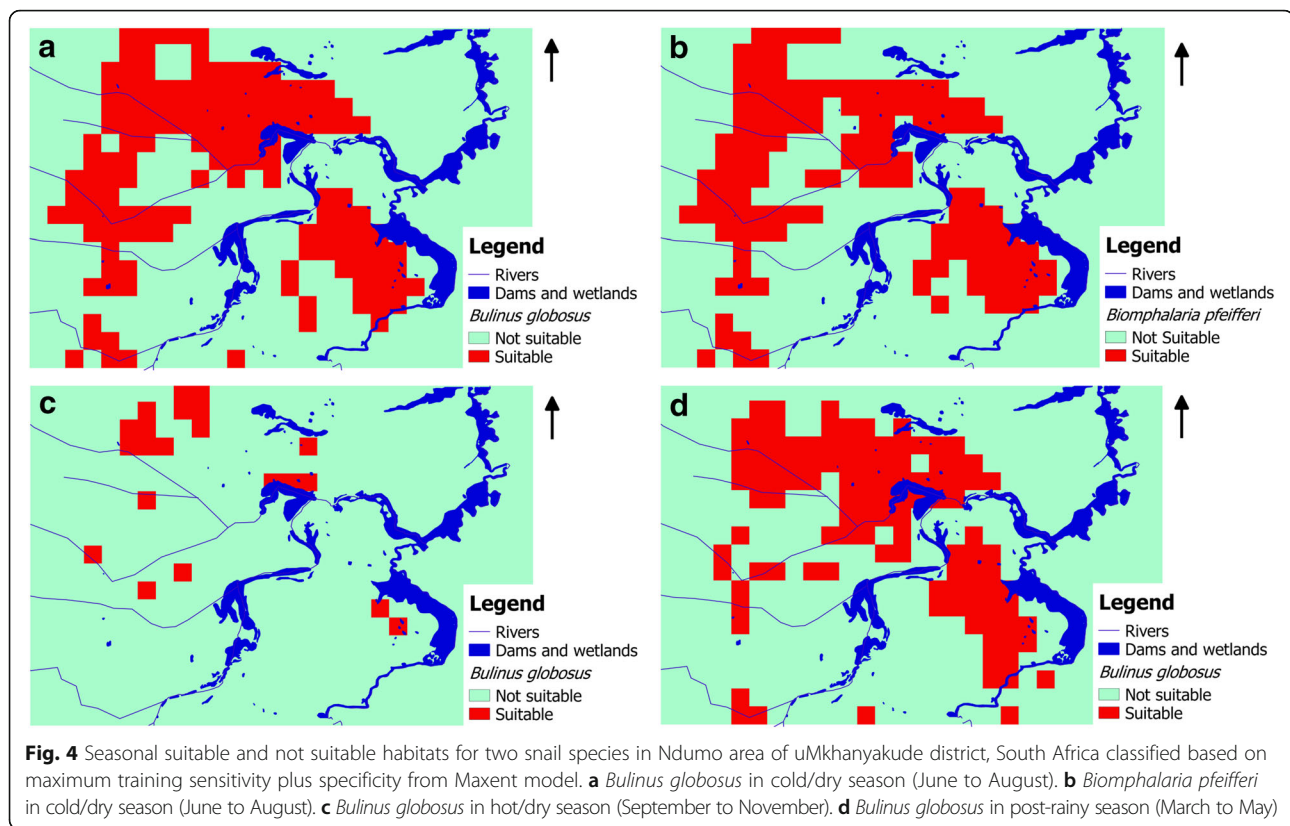 a
Legend
Rivers
Dams and wetlands
Bulinus globosus
Not suitable
Suitable
b
Legend
Rivers
Dams and wetlands
Biomphalaria pfeifferi
Not Suitable
Suitable
c
Legend
Rivers
Dams and wetlands
Bulinus globosus
Not suitable
Suitable
d
Legend
Rivers
Dams and wetlands
Bulinus globosus
Not suitable
Suitable
Fig. 4 Seasonal suitable and not suitable habitats for two snail species in Ndumo area of uMkhanyakude district, South Africa classified based on
maximum training sensitivity plus specificity from Maxent model. a Bulinus globosus in cold/dry season (June to August). b Biomphalaria pfeifferi
in cold/dry season (June to August). c Bulinus globosus in hot/dry season (September to November). d Bulinus globosus in post-rainy season (March to May)